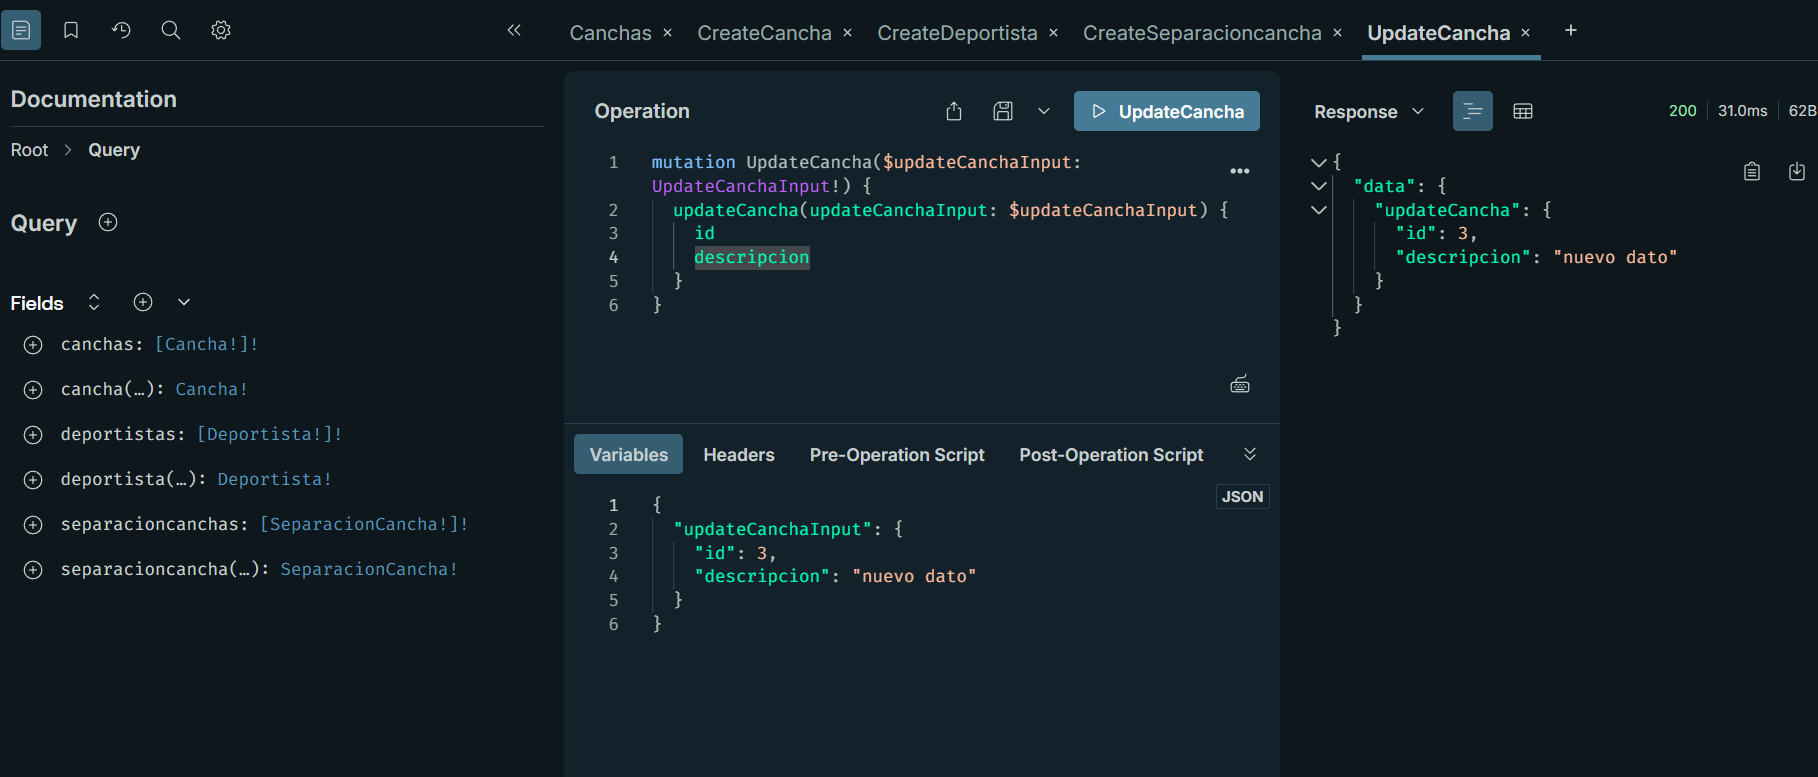 Canchas × CreateCancha × CreateDeportista × CreateSeparacioncancha × UpdateCancha × +
Documentation
Root > Query
Query
Fields
canchas: [Cancha!]!
cancha(…): Cancha!
deportistas: [Deportista!]!
deportista(…): Deportista!
separacioncanchas: [SeparacionCancha!]!
separacioncancha(…): SeparacionCancha!
Operation
UpdateCancha
1 mutation UpdateCancha($updateCanchaInput:
UpdateCanchaInput!) {
2 updateCancha(updateCanchaInput: $updateCanchaInput) {
3 id
4 descripcion
5 }
6 }
Variables Headers Pre-Operation Script Post-Operation Script
JSON
1 {
2 "updateCanchaInput": {
3 "id": 3,
4 "descripcion": "nuevo dato"
5 }
6 }
Response
200 31.0ms 62B
{
"data": {
"updateCancha": {
"id": 3,
"descripcion": "nuevo dato"
}
}
}